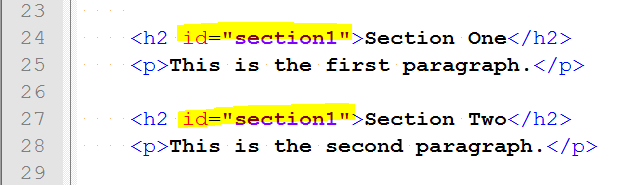 23
24 <h2 id="section1">Section One</h2>
25 <p>This is the first paragraph.</p>
26
27 <h2 id="section1">Section Two</h2>
28 <p>This is the second paragraph.</p>
29